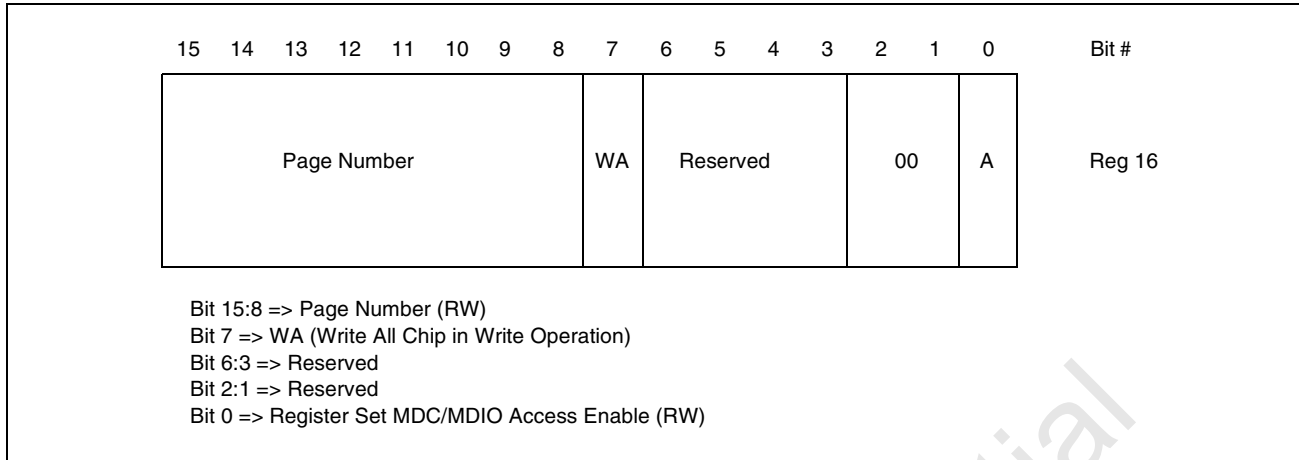 15 14 13 12 11 10 9 8 7 6 5 4 3 2 1 0 Bit #
Page Number WA Reserved 00 A Reg 16
Bit 15:8 => Page Number (RW)
Bit 7 => WA (Write All Chip in Write Operation)
Bit 6:3 => Reserved
Bit 2:1 => Reserved
Bit 0 => Register Set MDC/MDIO Access Enable (RW)